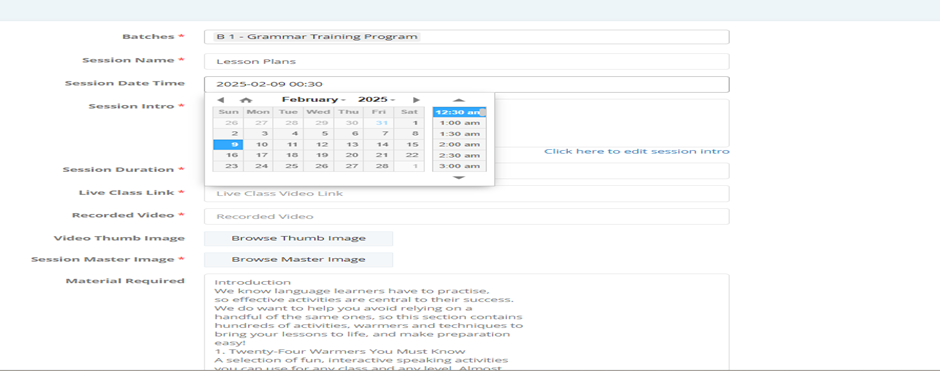 Batches *
B 1 - Grammar Training Program
Session Name *
Lesson Plans
Session Date Time
2025-02-09 00:30
Session Intro *
February 2025
Sun Mon Tue Wed Thu Fri Sat
26 27 28 29 30 31 1
2 3 4 5 6 7 8
9 10 11 12 13 14 15
16 17 18 19 20 21 22
23 24 25 26 27 28 1
12:30 am
1:00 am
1:30 am
2:00 am
2:30 am
3:00 am
Click here to edit session intro
Session Duration *
Live Class Link *
Live Class Video Link
Recorded Video *
Recorded Video
Video Thumb Image
Browse Thumb Image
Session Master Image *
Browse Master Image
Material Required
Introduction
We know language learners have to practise,
so effective activities are central to their success.
We do want to help you avoid relying on a
handful of the same ones, so this section contains
hundreds of activities, warmers and techniques to
bring your lessons to life, and make preparation
easy!
1. Twenty-Four Warmers You Must Know
A selection of fun, interactive speaking activities
you can use for any class and any level. Almost